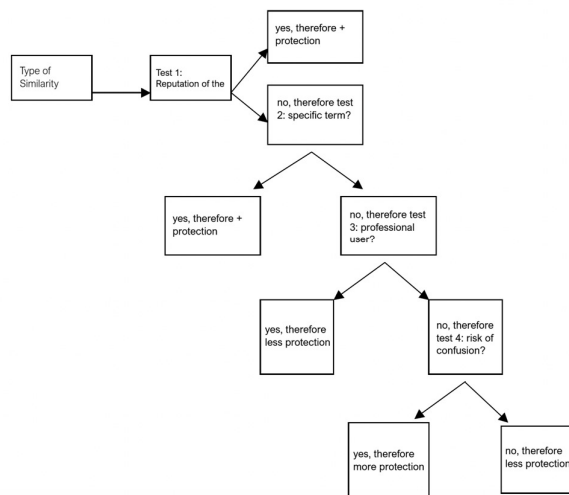 yes, therefore +
protection
Type of
Similarity
Test 1:
Reputation of the
no, therefore test
2: specific term?
yes, therefore +
protection
no, therefore test
3: professional
user?
yes, therefore
less protection
no, therefore
test 4: risk of
confusion?
yes, therefore
more protection
no, therefore
less protection